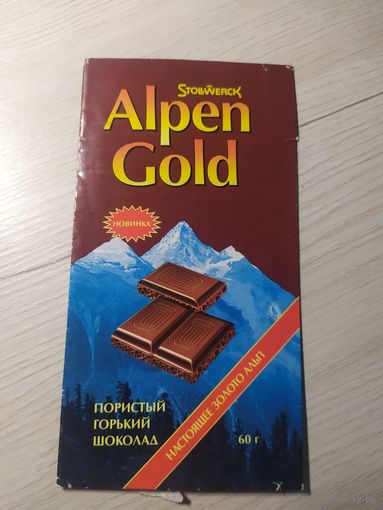 STOLLWERCK
Alpen
Gold
НОВИНКА
ПОРИСТЫЙ
ГОРЬКИЙ
ШОКОЛАД
60 г
НАСТОЯЩЕЕ ЗОЛОТО АЛЬП